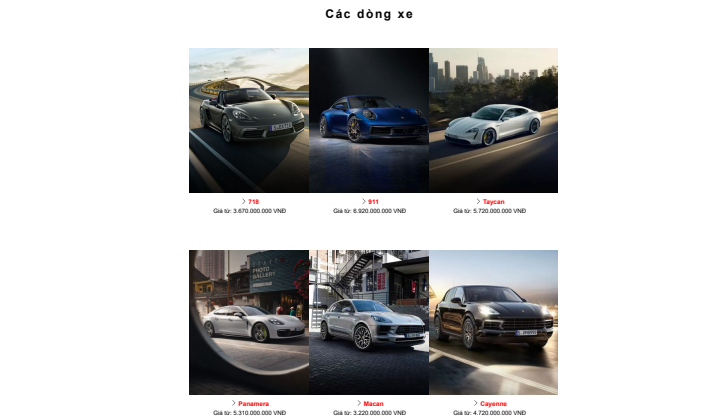 Các dòng xe
718
Giá từ: 3.670.000.000 VNĐ
911
Giá từ: 6.920.000.000 VNĐ
Taycan
Giá từ: 5.720.000.000 VNĐ
PHOTO
GALLERY
Panamera
Giá từ: 5.310.000.000 VNĐ
Macan
Giá từ: 3.220.000.000 VNĐ
Cayenne
Giá từ: 4.720.000.000 VNĐ